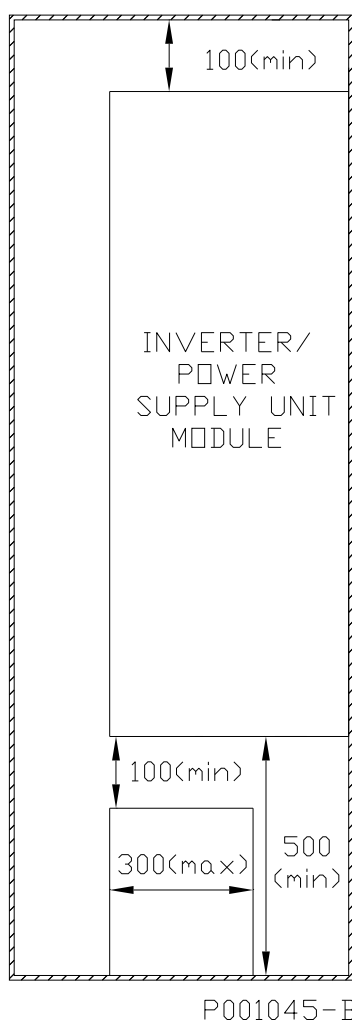 100(min)
INVERTER/
POWER
SUPPLY UNIT
MODULE
100(min)
300(max)
500
(min)
P001045-B